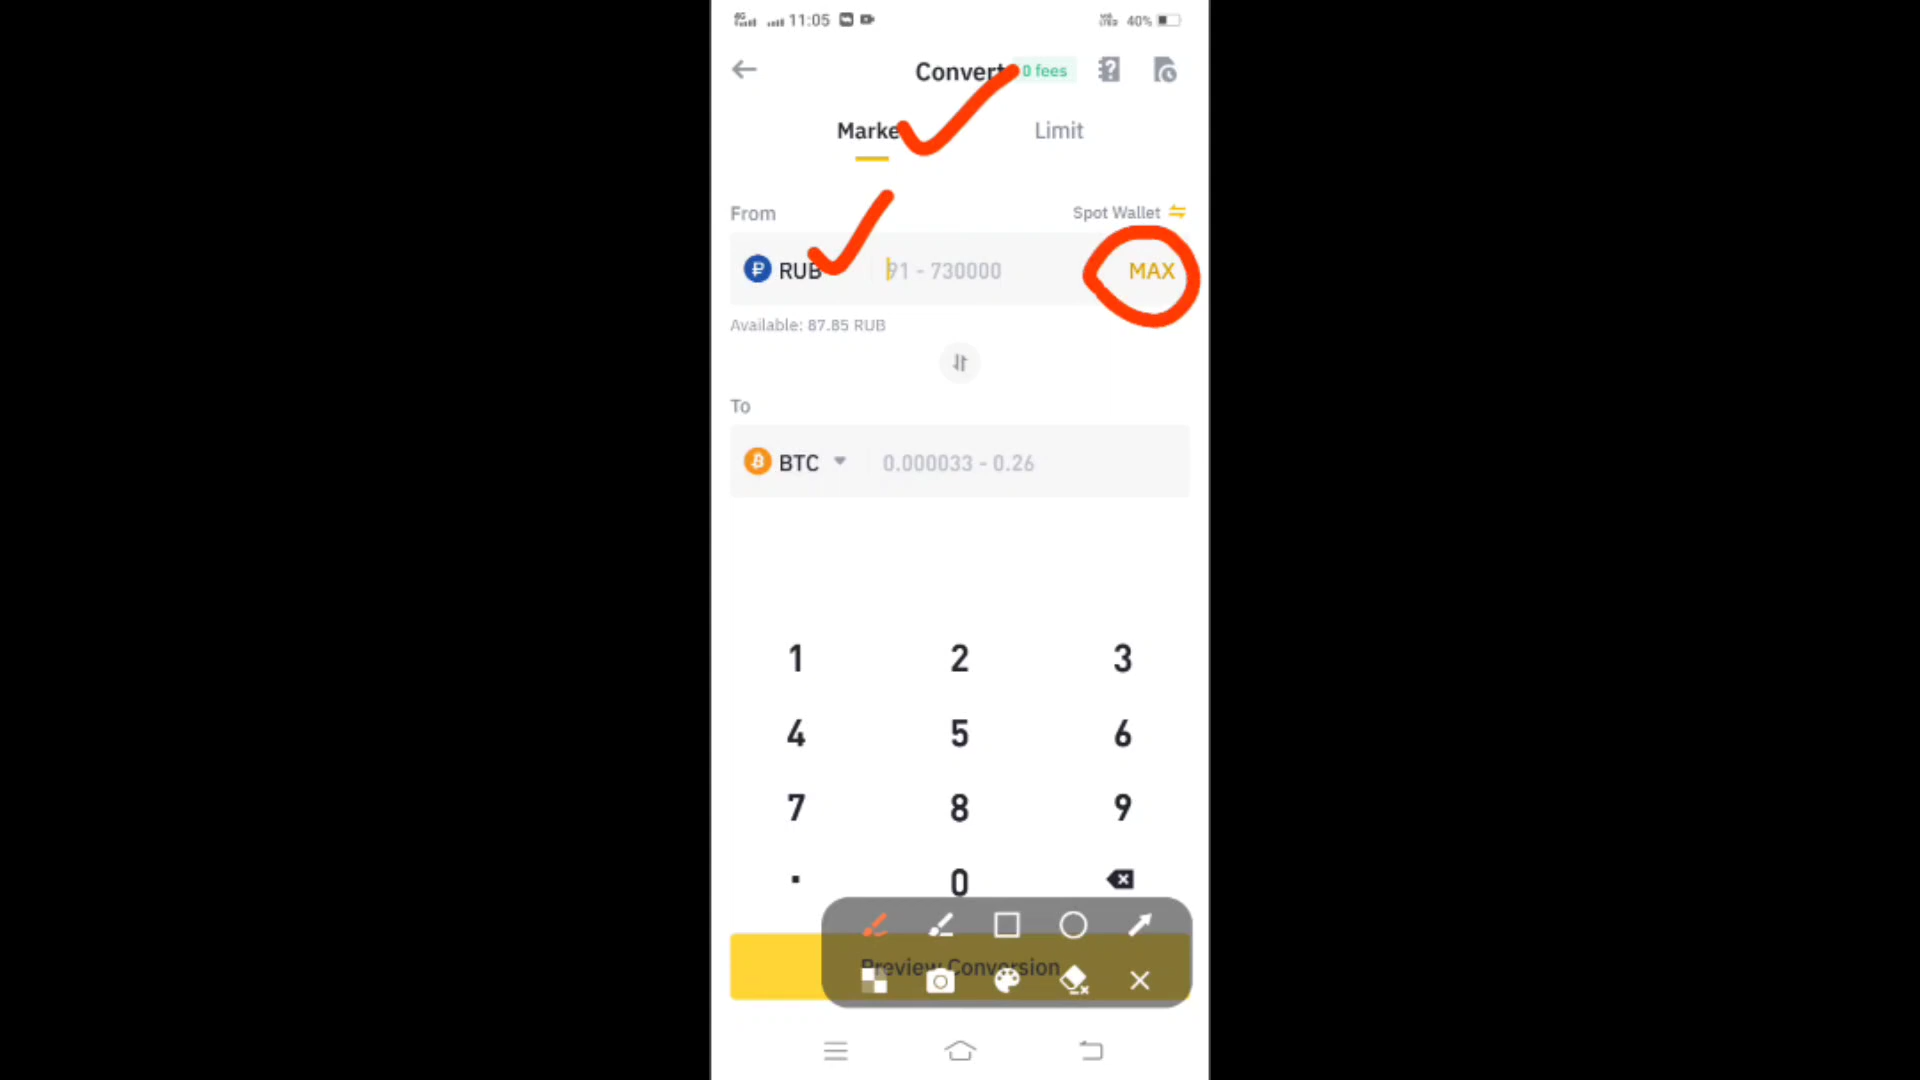 11:05 40%
Convert 0 fees
Marke Limit
From Spot Wallet
RUB 91 - 730000 MAX
Available: 87.85 RUB
To
BTC 0.000033 - 0.26
1 2 3
4 5 6
7 8 9
. 0
Preview Conversion